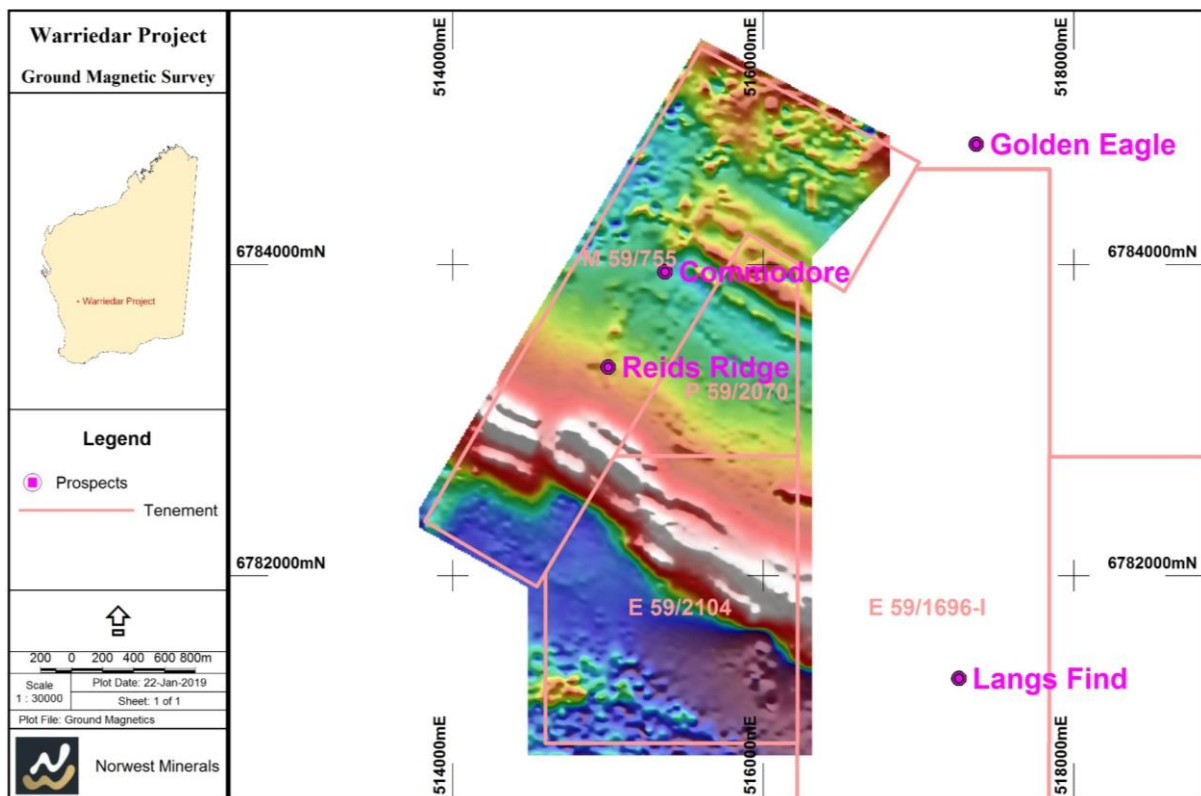 Warriedar Project
Ground Magnetic Survey
Warriedar Project
Legend
Prospects
Tenement
200 0 200 400 600 800m
Scale
1 : 30000
Plot Date: 22-Jan-2019
Sheet: 1 of 1
Plot File: Ground Magnetics
Norwest Minerals
514000mE
516000mE
518000mE
Golden Eagle
6784000mN
M 59/755
6784000mN
Commodore
Reids Ridge
P 59/2070
6782000mN
6782000mN
E 59/2104
E 59/1696-I
Langs Find
514000mE
516000mE
518000mE